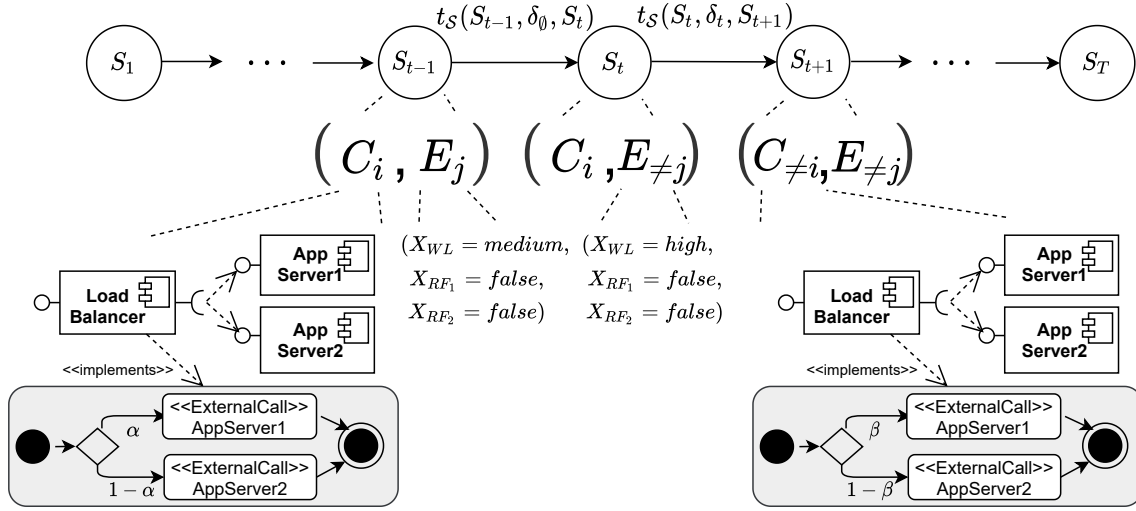 t_S(S_{t-1}, δ_∅, S_t) t_S(S_t, δ_t, S_{t+1})
S_1 ... S_{t-1} S_t S_{t+1} ... S_T
(C_i , E_j) (C_i ,E_{≠j}) (C_{≠i},E_{≠j})
(X_{WL} = medium,
X_{RF_1} = false,
X_{RF_2} = false)
(X_{WL} = high,
X_{RF_1} = false,
X_{RF_2} = false)
App
Server1
Load
Balancer
App
Server2
<<implements>>
<<ExternalCall>>
AppServer1
α
<<ExternalCall>>
AppServer2
1 − α
App
Server1
Load
Balancer
App
Server2
<<implements>>
<<ExternalCall>>
AppServer1
β
<<ExternalCall>>
AppServer2
1 − β